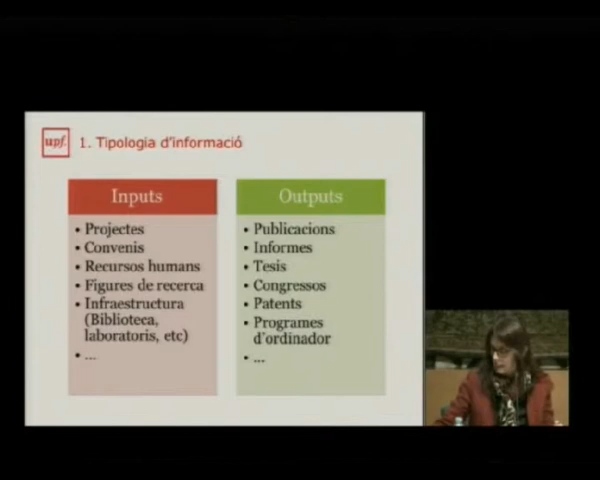 upf.
1. Tipologia d'informació
Inputs
• Projectes
• Convenis
• Recursos humans
• Figures de recerca
• Infraestructura
(Biblioteca,
laboratoris, etc)
• ...
Outputs
• Publicacions
• Informes
• Tesis
• Congressos
• Patents
• Programes
d'ordinador
• ...